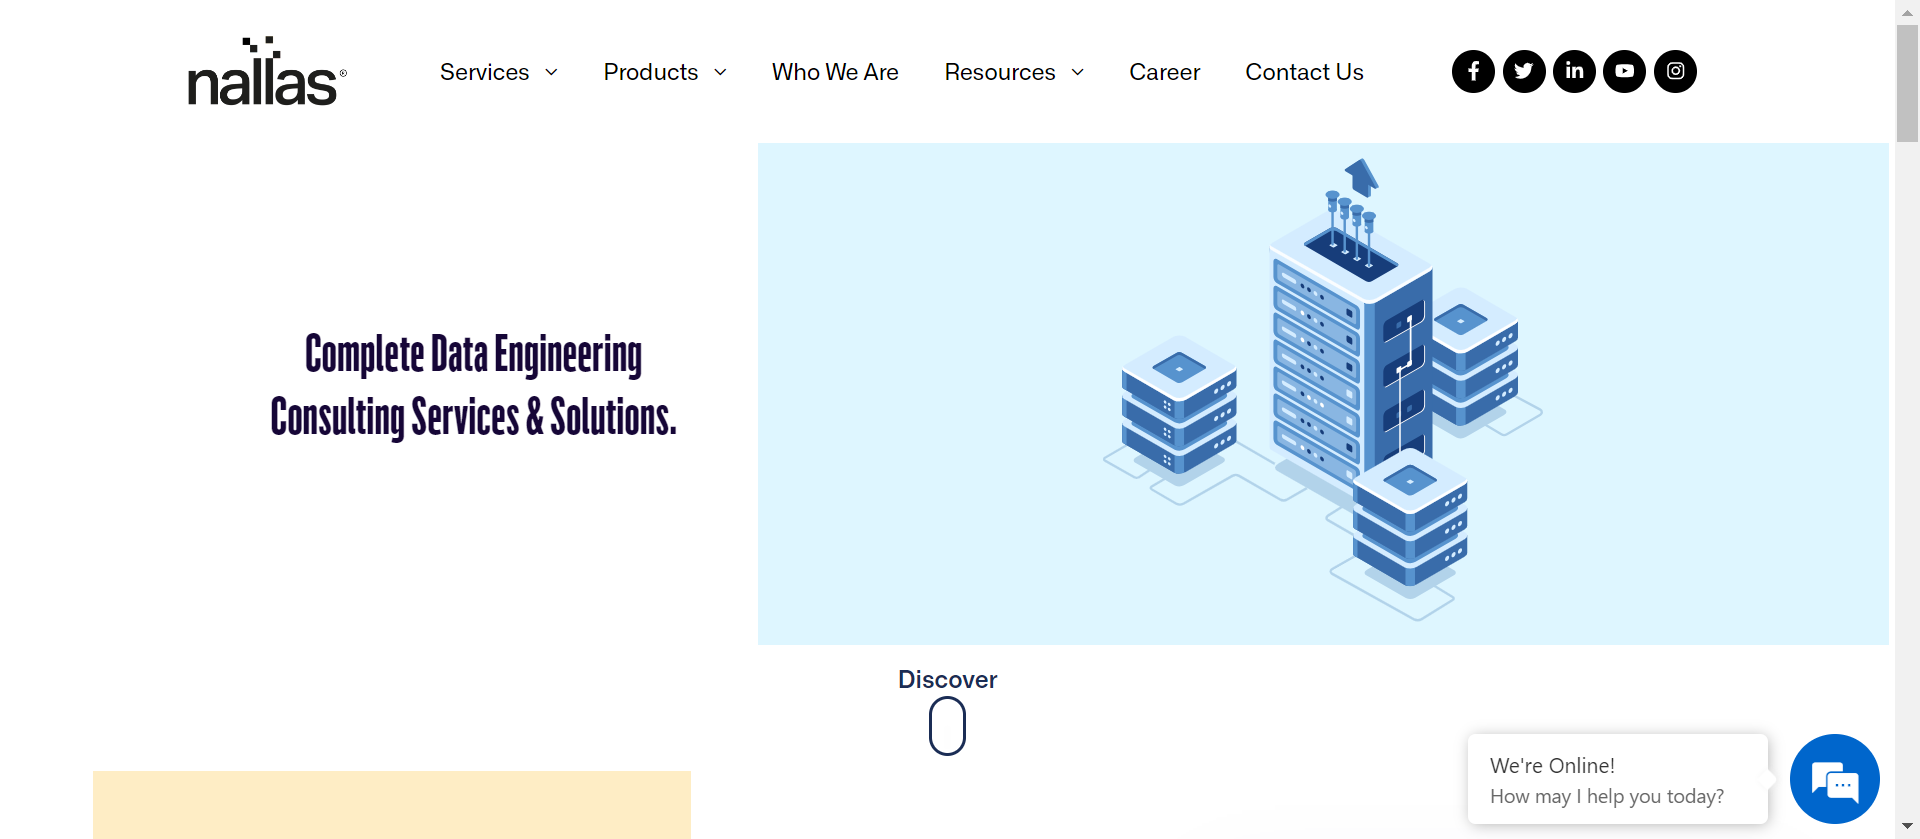 nallas®
Services
Products
Who We Are
Resources
Career
Contact Us
Complete Data Engineering
Consulting Services & Solutions.
Discover
We're Online!
How may I help you today?